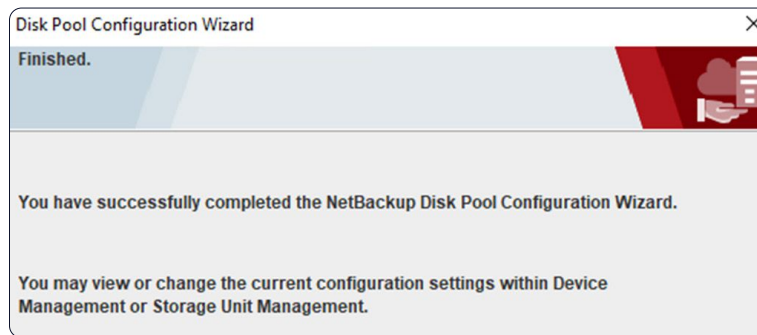 Disk Pool Configuration Wizard
Finished.
You have successfully completed the NetBackup Disk Pool Configuration Wizard.
You may view or change the current configuration settings within Device
Management or Storage Unit Management.